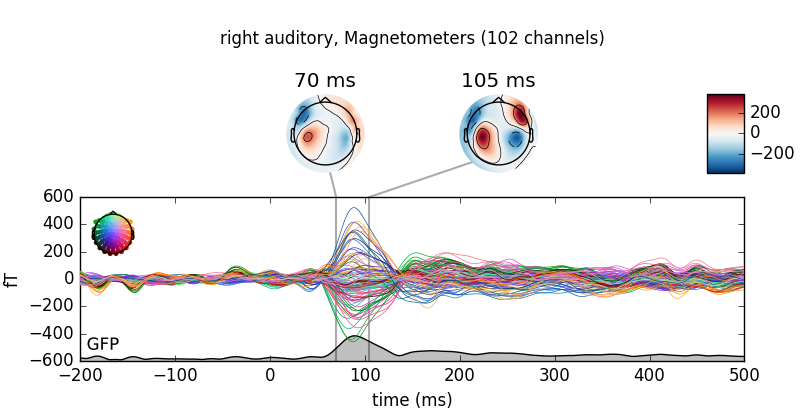 right auditory, Magnetometers (102 channels)
70 ms
105 ms
200
0
−200
600
400
200
0
−200
−400
−600
fT
GFP
−200 −100 0 100 200 300 400 500
time (ms)